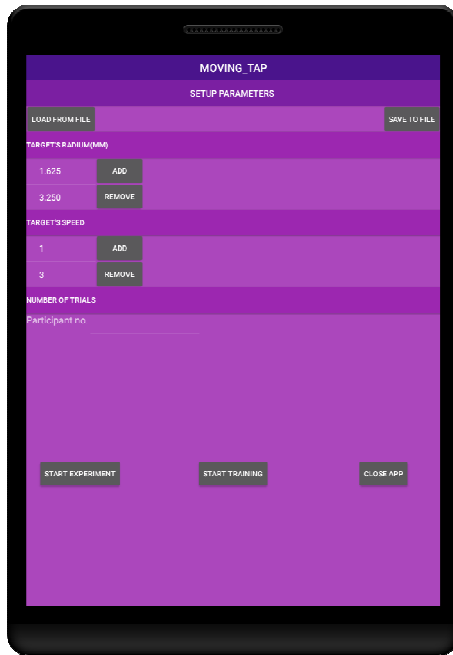 MOVING_TAP
SETUP PARAMETERS
LOAD FROM FILE SAVE TO FILE
TARGET'S RADIUM(MM)
1.625 ADD
3.250 REMOVE
TARGET'S SPEED
1 ADD
3 REMOVE
NUMBER OF TRIALS
Participant no
START EXPERIMENT START TRAINING CLOSE APP